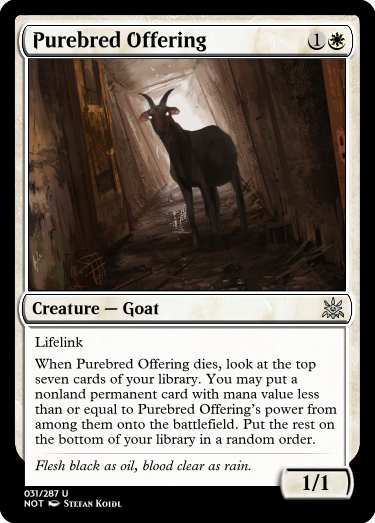 Purebred Offering 1
Creature — Goat
Lifelink
When Purebred Offering dies, look at the top
seven cards of your library. You may put a
nonland permanent card with mana value less
than or equal to Purebred Offering's power from
among them onto the battlefield. Put the rest on
the bottom of your library in a random order.
Flesh black as oil, blood clear as rain.
1/1
031/287 U
NOT Stefan Koidl